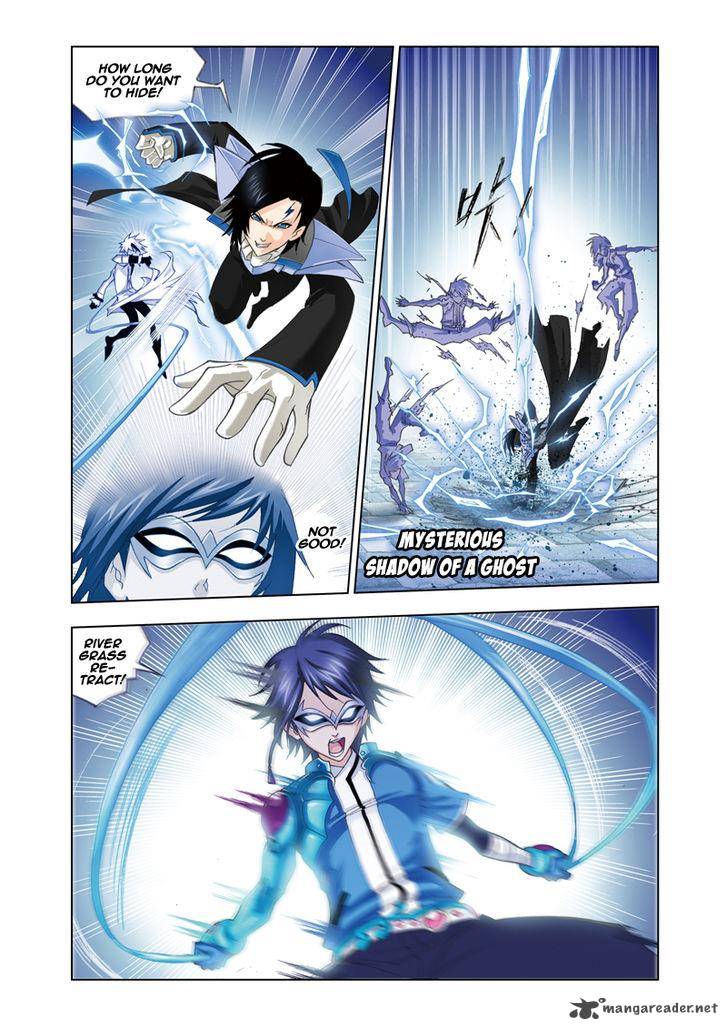 HOW LONG
DO YOU WANT
TO HIDE!
NOT
GOOD!
MYSTERIOUS
SHADOW OF A GHOST
RIVER
GRASS
RE-
TRACT!
mangareader.net